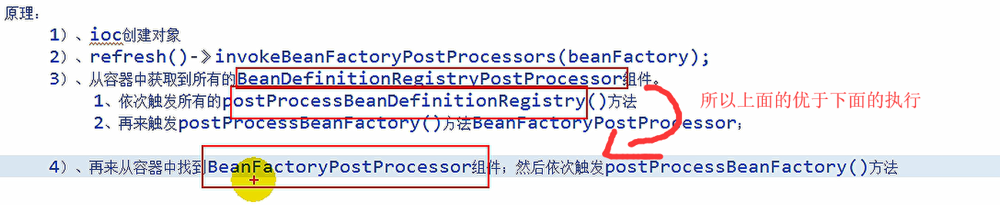 原理:
1)、ioc创建对象
2)、refresh()->invokeBeanFactoryPostProcessors(beanFactory);
3)、从容器中获取到所有的BeanDefinitionRegistryPostProcessor组件。
1、依次触发所有的postProcessBeanDefinitionRegistry()方法
所以上面的优于下面的执行
2、再来触发postProcessBeanFactory()方法BeanFactoryPostProcessor;
4)、再来从容器中找到BeanFactoryPostProcessor组件;然后依次触发postProcessBeanFactory()方法